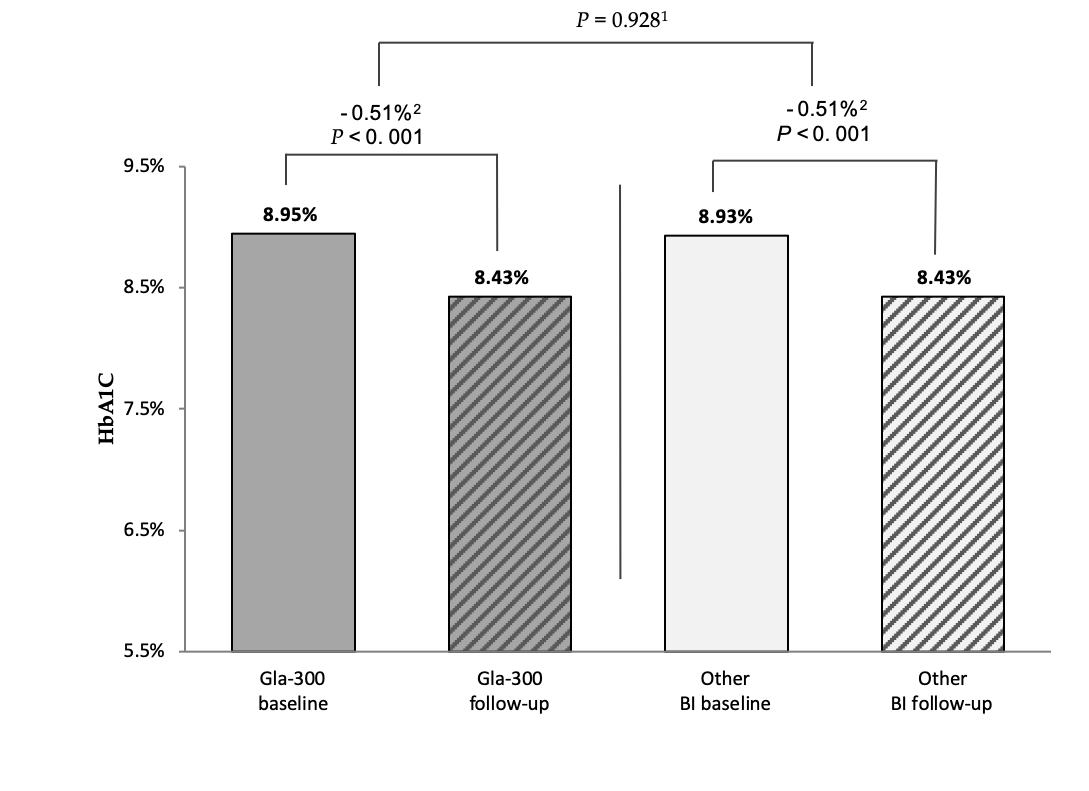 P = 0.928¹
- 0.51%²
P < 0. 001
- 0.51%²
P < 0. 001
9.5%
8.5%
7.5%
6.5%
5.5%
HbA1C
8.95%
8.43%
8.93%
8.43%
Gla-300
baseline
Gla-300
follow-up
Other
BI baseline
Other
BI follow-up